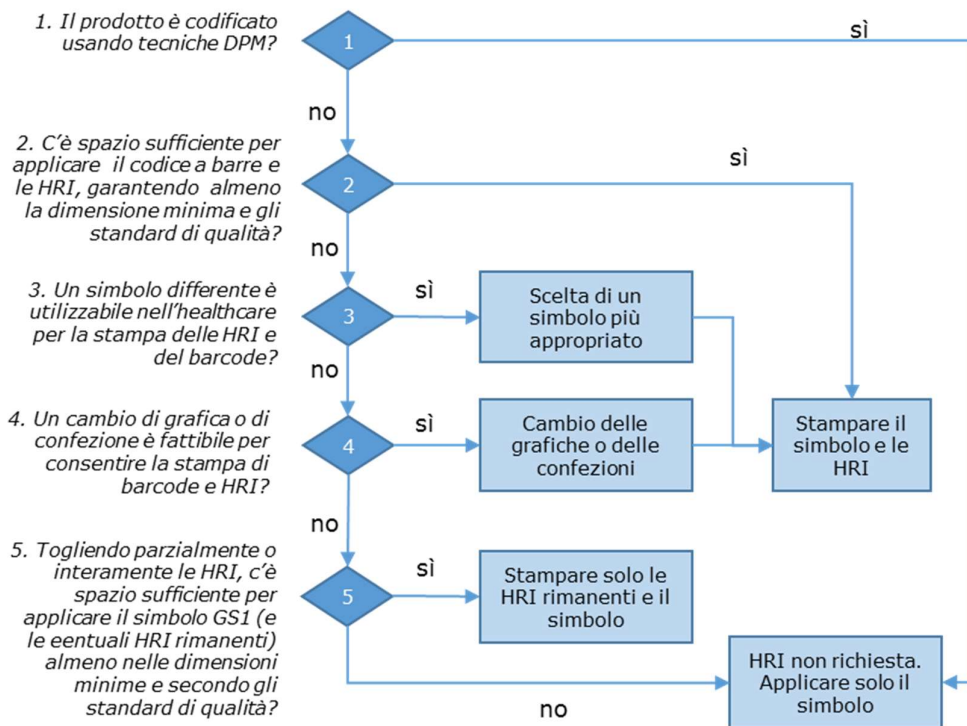 1. Il prodotto è codificato
usando tecniche DPM?
1
sì
no
2. C'è spazio sufficiente per
applicare il codice a barre e
le HRI, garantendo almeno
la dimensione minima e gli
standard di qualità?
2
sì
no
3. Un simbolo differente è
utilizzabile nell'healthcare
per la stampa delle HRI e
del barcode?
3
sì
Scelta di un
simbolo più
appropriato
no
4. Un cambio di grafica o di
confezione è fattibile per
consentire la stampa di
barcode e HRI?
4
sì
Cambio delle
grafiche o delle
confezioni
Stampare il
simbolo e le
HRI
no
5. Togliendo parzialmente o
interamente le HRI, c'è
spazio sufficiente per
applicare il simbolo GS1 (e
le eentuali HRI rimanenti)
almeno nelle dimensioni
minime e secondo gli
standard di qualità?
5
sì
Stampare solo le
HRI rimanenti e il
simbolo
no
HRI non richiesta.
Applicare solo il
simbolo